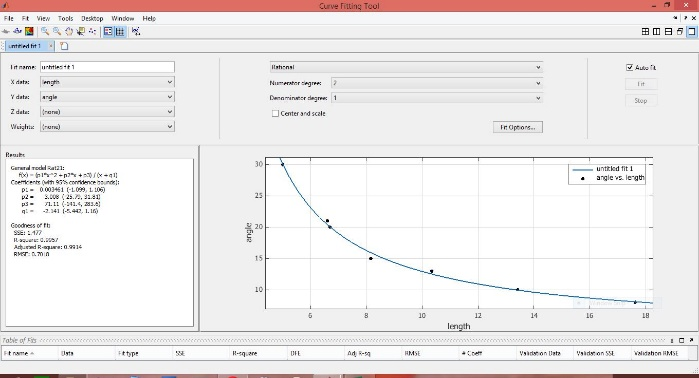 Curve Fitting Tool
File Fit View Tools Desktop Window Help
untitled fit 1
Fit name: untitled fit 1
X data: length
Y data: angle
Z data: (none)
Weights: (none)
Rational
Numerator degree: 2
Denominator degree: 1
Center and scale
Fit Options...
Auto fit
Fit
Stop
Results
General model Rat21:
f(x) = (p1*x^2 + p2*x + p3) / (x + q1)
Coefficients (with 95% confidence bounds):
p1 = 0.003461 (-1.099, 1.106)
p2 = 3.008 (-25.79, 31.81)
p3 = 71.11 (-141.4, 283.6)
q1 = -2.141 (-5.442, 1.16)
Goodness of fit:
SSE: 1.477
R-square: 0.9957
Adjusted R-square: 0.9914
RMSE: 0.7018
untitled fit 1
angle vs. length
30
25
20
15
10
angle
6 8 10 12 14 16 18
length
Table of Fits
Fit name Data Fit type SSE R-square DFE Adj R-sq RMSE # Coeff Validation Data Validation SSE Validation RMSE